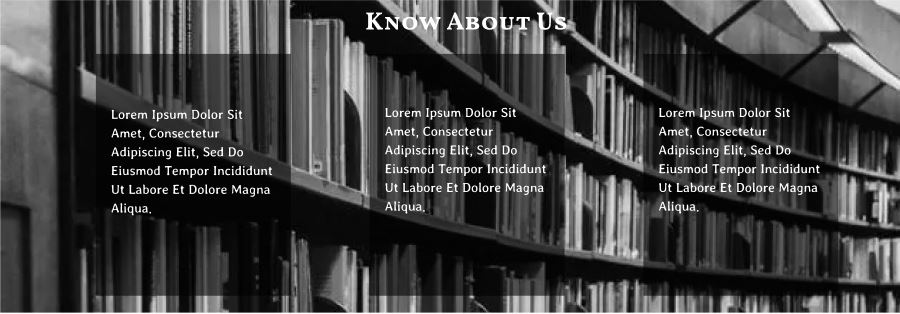 Know About Us
Lorem Ipsum Dolor Sit
Amet, Consectetur
Adipiscing Elit, Sed Do
Eiusmod Tempor Incididunt
Ut Labore Et Dolore Magna
Aliqua.
Lorem Ipsum Dolor Sit
Amet, Consectetur
Adipiscing Elit, Sed Do
Eiusmod Tempor Incididunt
Ut Labore Et Dolore Magna
Aliqua.
Lorem Ipsum Dolor Sit
Amet, Consectetur
Adipiscing Elit, Sed Do
Eiusmod Tempor Incididunt
Ut Labore Et Dolore Magna
Aliqua.